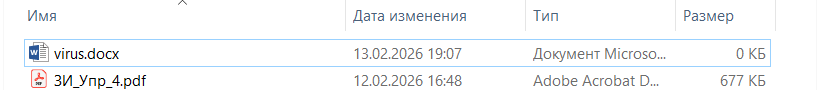 Имя Дата изменения Тип Размер
virus.docx 13.02.2026 19:07 Документ Microso... 0 КБ
ЗИ_Упр_4.pdf 12.02.2026 16:48 Adobe Acrobat D... 677 КБ